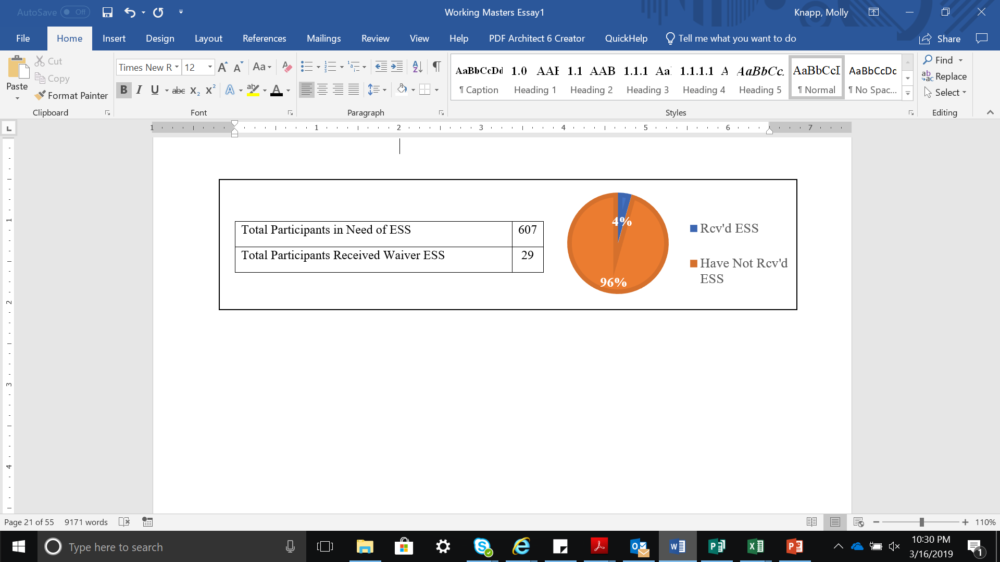 AutoSave Off
Working Masters Essay1
Knapp, Molly
File Home Insert Design Layout References Mailings Review View Help PDF Architect 6 Creator QuickHelp Tell me what you want to do
Share
Paste
Cut
Copy
Format Painter
Clipboard
Times New R 12
Font
Paragraph
AaBbCcDd 1.0 AAE 1.1 AAB 1.1.1 Aa 1.1.1.1 A AaBbCc. AaBbCcI AaBbCcDc
¶ Caption Heading 1 Heading 2 Heading 3 Heading 4 Heading 5 ¶ Normal ¶ No Spac...
Styles
Find
Replace
Select
Editing
1 1 2 3 4 5 6 7
1
2
3
4
Total Participants in Need of ESS 607
Total Participants Received Waiver ESS 29
4%
96%
Rcv'd ESS
Have Not Rcv'd
ESS
Page 21 of 55 9171 words
110%
Type here to search
10:30 PM
3/16/2019
1